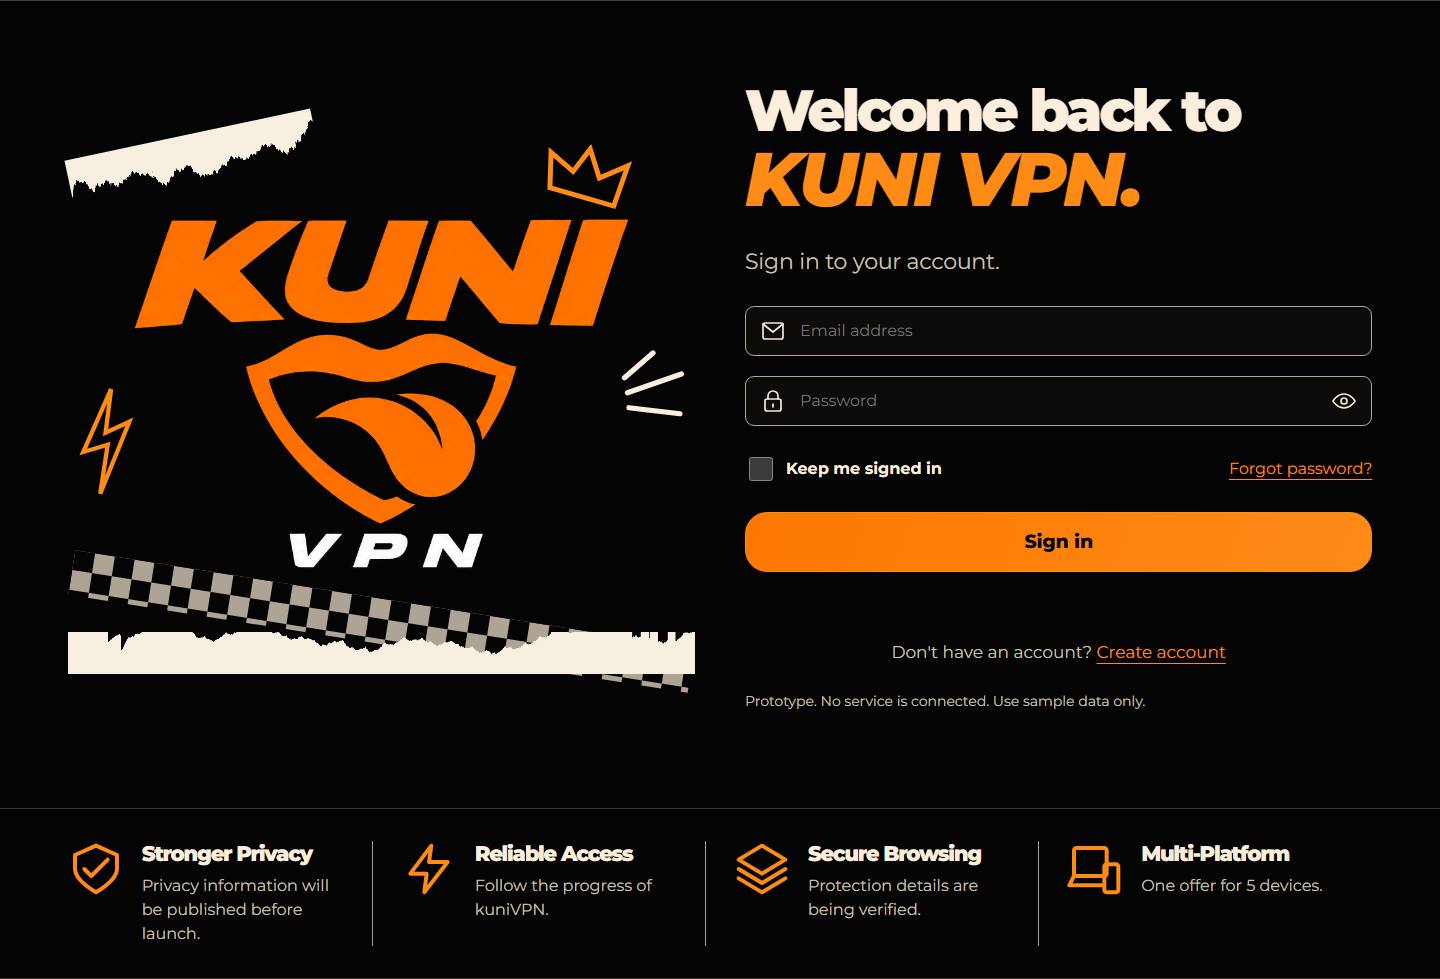 KUNI
VPN
Welcome back to
KUNI VPN.
Sign in to your account.
Email address
Password
Keep me signed in
Forgot password?
Sign in
Don't have an account? Create account
Prototype. No service is connected. Use sample data only.
Stronger Privacy
Privacy information will
be published before
launch.
Reliable Access
Follow the progress of
kuniVPN.
Secure Browsing
Protection details are
being verified.
Multi-Platform
One offer for 5 devices.